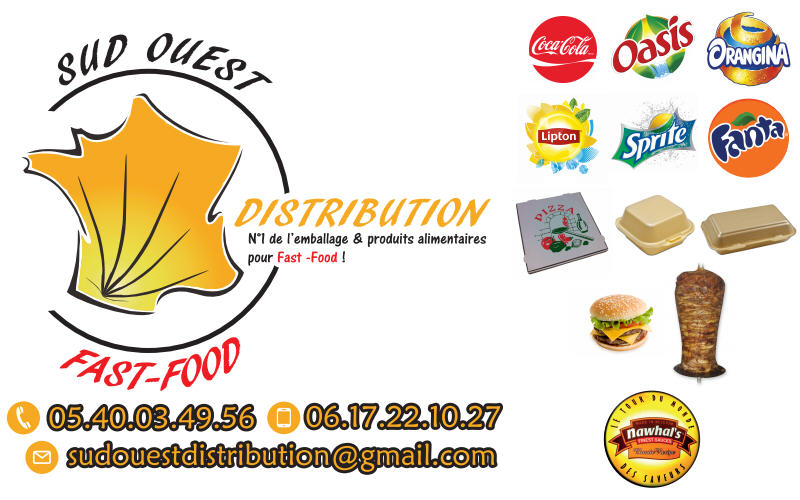 SUD OUEST
DISTRIBUTION
N°1 de l'emballage & produits alimentaires
pour Fast -Food !
FAST-FOOD
05.40.03.49.56
06.17.22.10.27
sudouestdistribution@gmail.com
Coca-Cola
Oasis
ORANGINA
Lipton
Sprite
Fanta
PIZZA
LE TOUR DU MONDE
nawhal's
FINEST SAUCES
DES SAVEURS